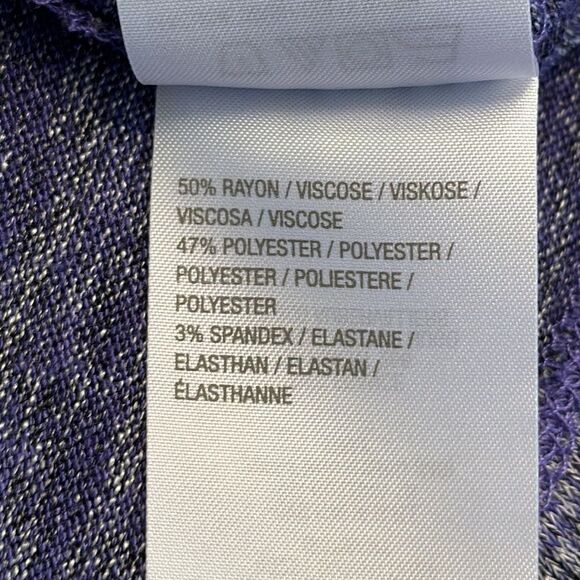 50% RAYON / VISCOSE / VISKOSE /
VISCOSA / VISCOSE
47% POLYESTER / POLYESTER /
POLYESTER / POLIESTERE /
POLYESTER
3% SPANDEX / ELASTANE /
ELASTHAN / ELASTAN /
ÉLASTHANNE